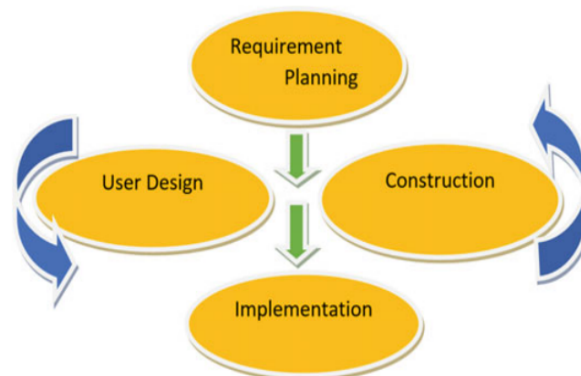 Requirement
Planning
User Design
Construction
Implementation